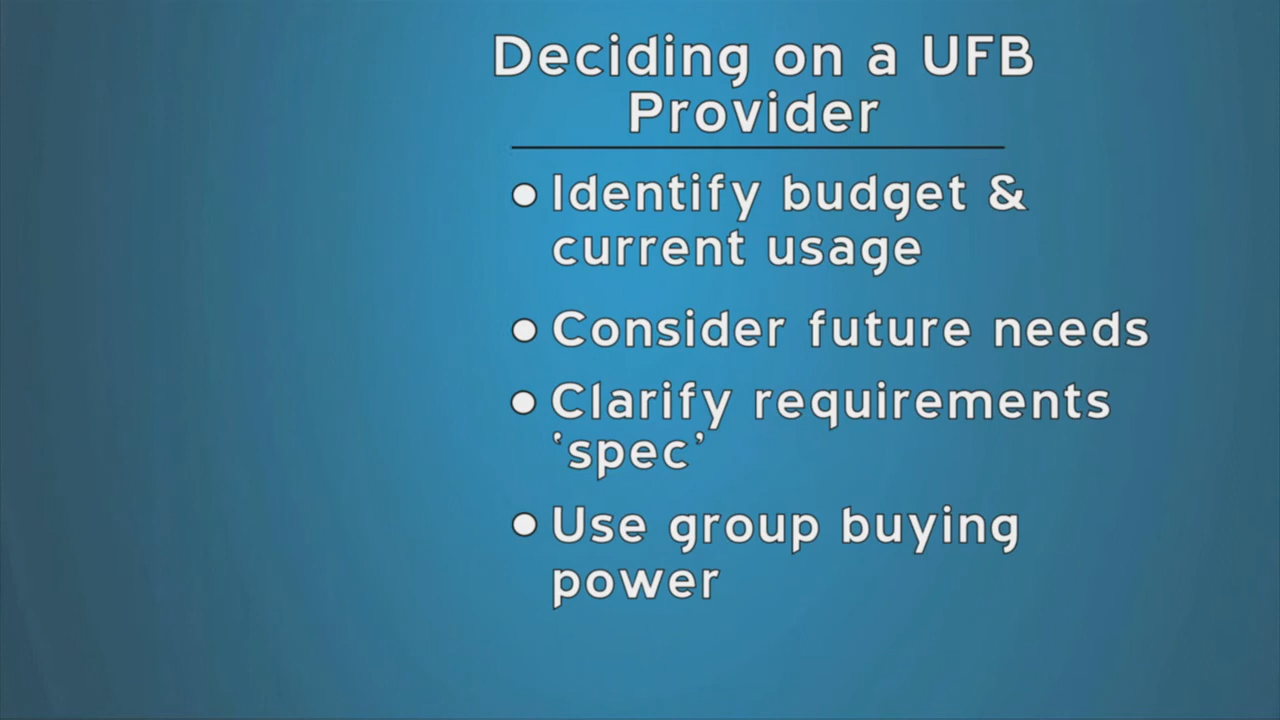 Deciding on a UFB
Provider
• Identify budget &
current usage
• Consider future needs
• Clarify requirements
‘spec’
• Use group buying
power